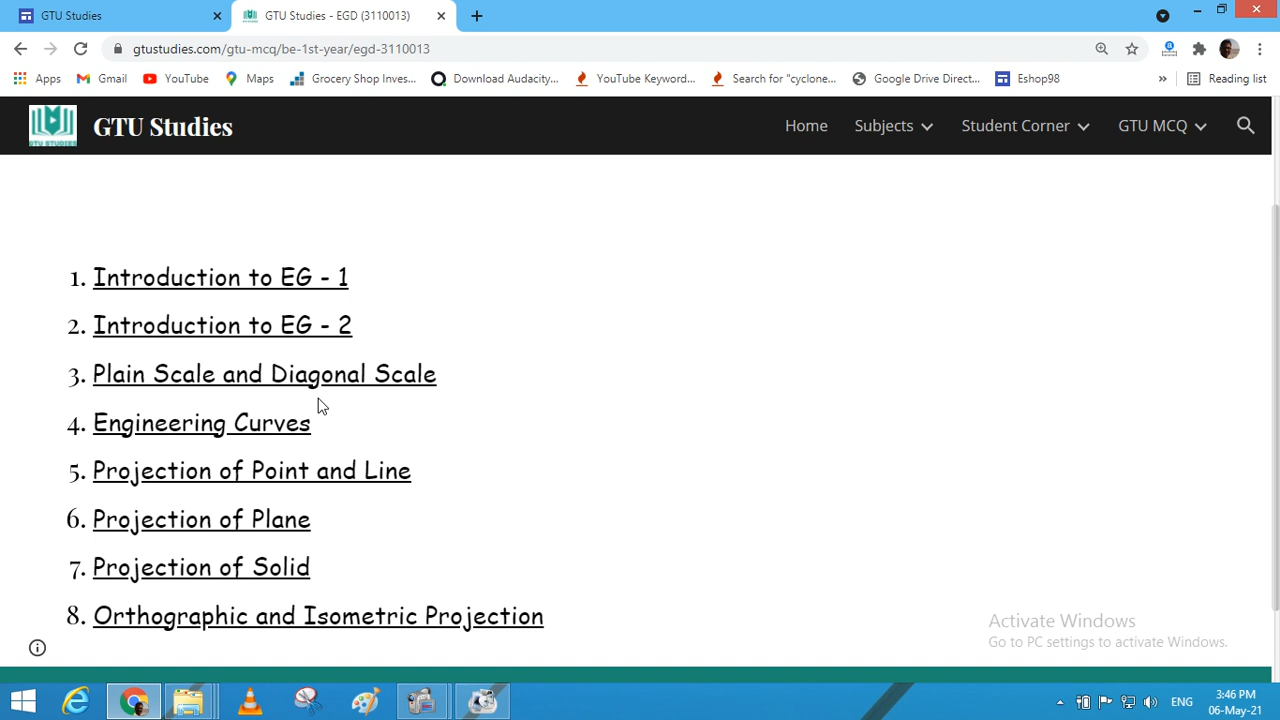 GTU Studies
GTU Studies - EGD (3110013)
gtustudies.com/gtu-mcq/be-1st-year/egd-3110013
Apps
Gmail
YouTube
Maps
Grocery Shop Inves...
Download Audacity...
YouTube Keyword...
Search for "cyclone...
Google Drive Direct...
Eshop98
»
Reading list
GTU STUDIES
GTU Studies
Home
Subjects
Student Corner
GTU MCQ
1. Introduction to EG - 1
2. Introduction to EG - 2
3. Plain Scale and Diagonal Scale
4. Engineering Curves
5. Projection of Point and Line
6. Projection of Plane
7. Projection of Solid
8. Orthographic and Isometric Projection
Activate Windows
Go to PC settings to activate Windows.
ENG
3:46 PM
06-May-21